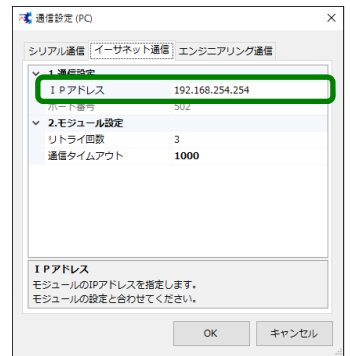 通信設定 (PC)
シリアル通信 イーサネット通信 エンジニアリング通信
1.通信設定
ＩＰアドレス 192.168.254.254
ポート番号 502
2.モジュール設定
リトライ回数 3
通信タイムアウト 1000
ＩＰアドレス
モジュールのIPアドレスを指定します。
モジュールの設定と合わせてください。
OK キャンセル